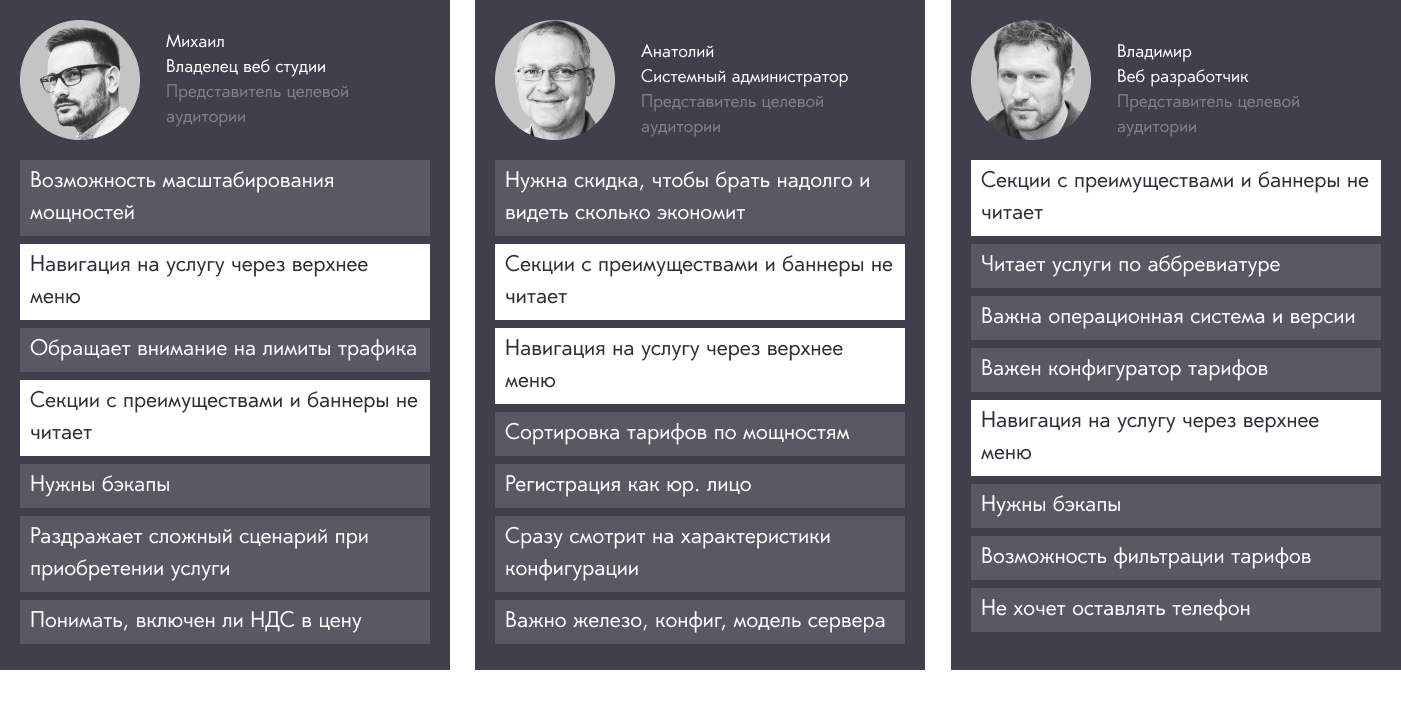 Михаил
Владелец веб студии
Представитель целевой
аудитории
Возможность масштабирования
мощностей
Навигация на услугу через верхнее
меню
Обращает внимание на лимиты трафика
Секции с преимуществами и баннеры не
читает
Нужны бэкапы
Раздражает сложный сценарий при
приобретении услуги
Понимать, включен ли НДС в цену
Анатолий
Системный администратор
Представитель целевой
аудитории
Нужна скидка, чтобы брать надолго и
видеть сколько экономит
Секции с преимуществами и баннеры не
читает
Навигация на услугу через верхнее
меню
Сортировка тарифов по мощностям
Регистрация как юр. лицо
Сразу смотрит на характеристики
конфигурации
Важно железо, конфиг, модель сервера
Владимир
Веб разработчик
Представитель целевой
аудитории
Секции с преимуществами и баннеры не
читает
Читает услуги по аббревиатуре
Важна операционная система и версии
Важен конфигуратор тарифов
Навигация на услугу через верхнее
меню
Нужны бэкапы
Возможность фильтрации тарифов
Не хочет оставлять телефон